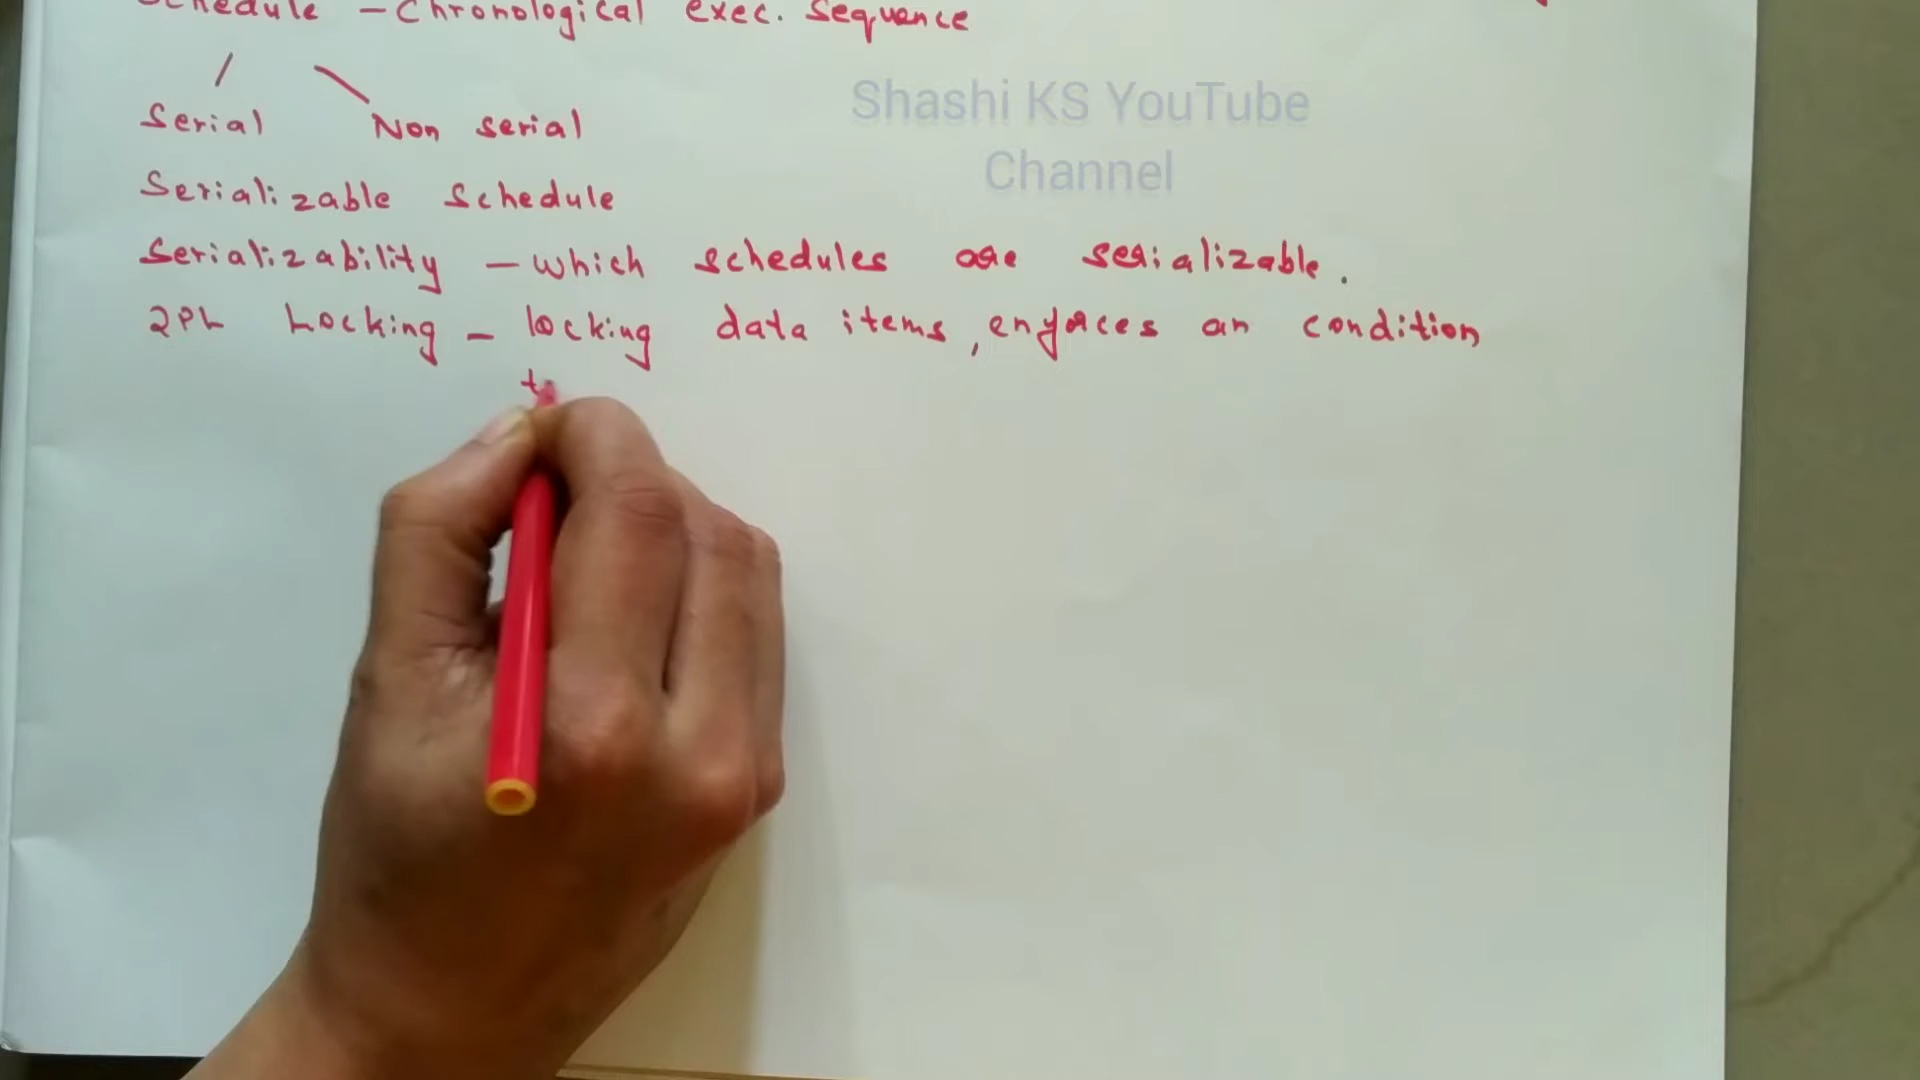 Schedule - Chronological exec. sequence
Serial Non serial
Shashi KS YouTube
Channel
Serializable Schedule
Serializability - which schedules are serializable.
2PL Locking - locking data items, enforces an condition